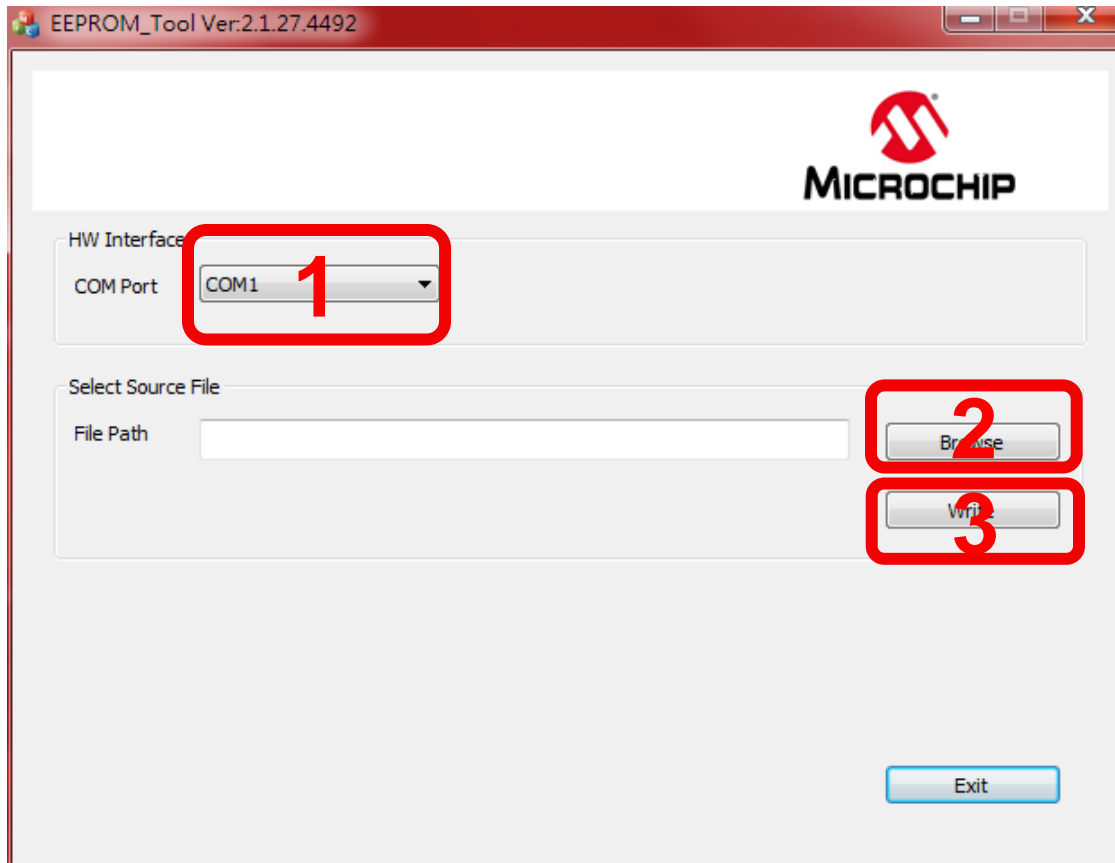 EEPROM_Tool Ver:2.1.27.4492
MICROCHIP
HW Interface
COM Port
COM1
1
Select Source File
File Path
Browse
2
Write
3
Exit